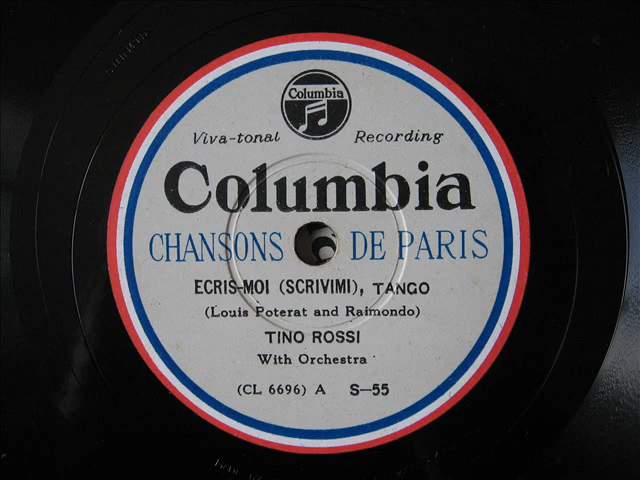 Columbia
Viva-tonal Recording
Columbia
CHANSONS DE PARIS
ECRIS-MOI (SCRIVIMI), TANGO
(Louis Poterat and Raimondo)
TINO ROSSI
With Orchestra
(CL 6696) A S-55